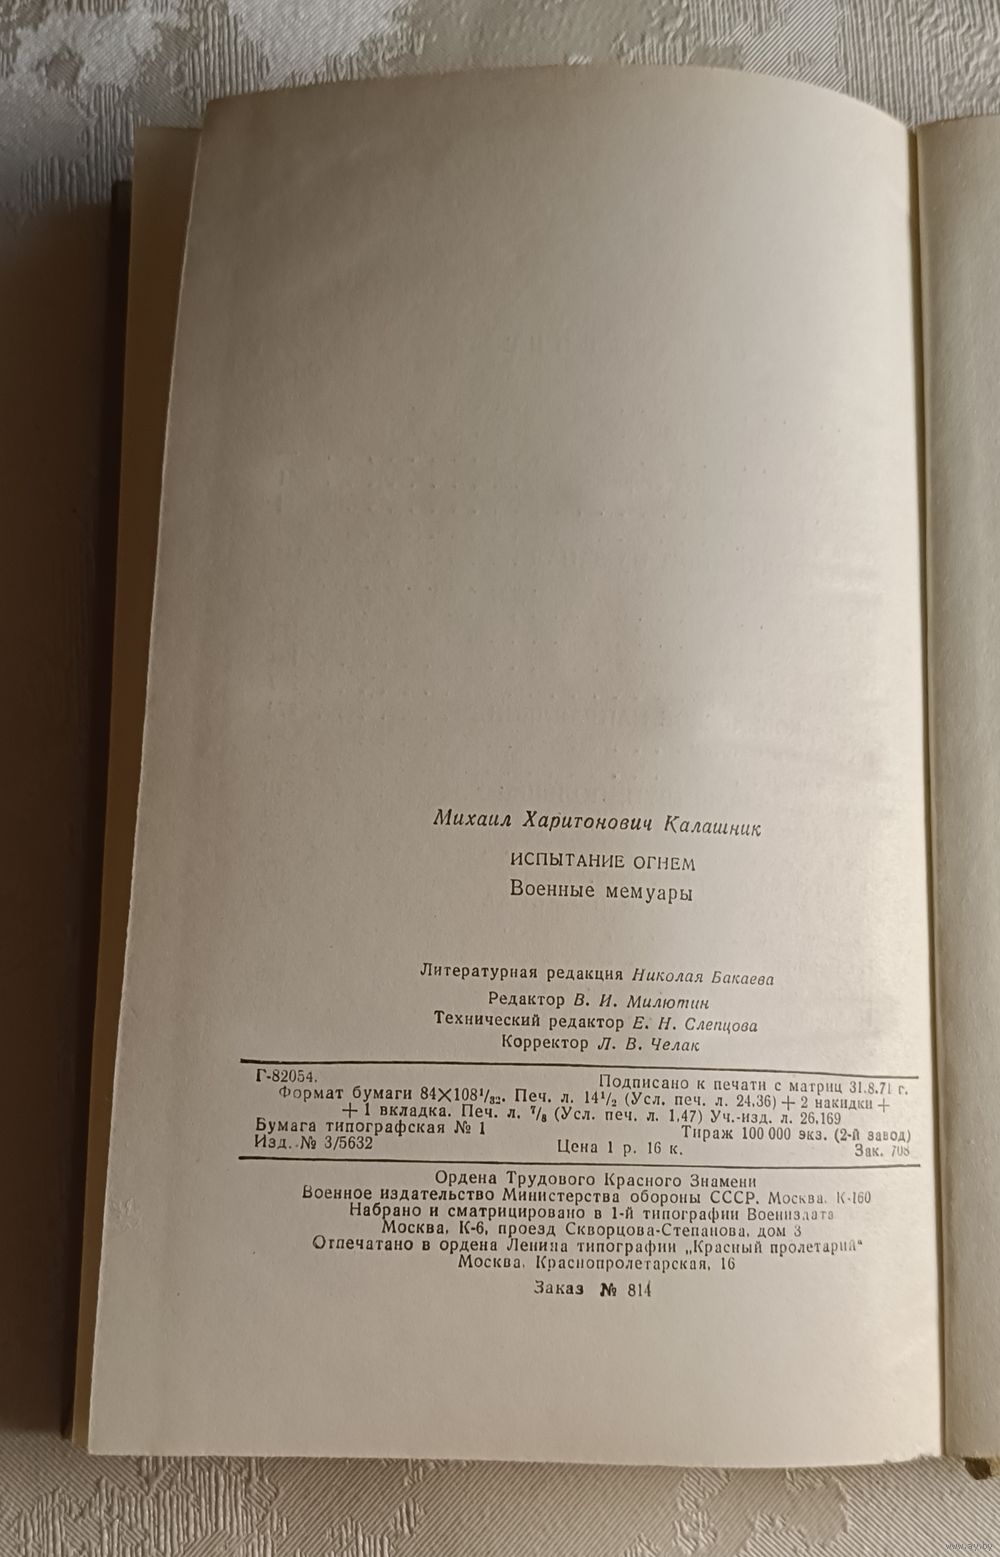 Михаил Харитонович Калашник
ИСПЫТАНИЕ ОГНЕМ
Военные мемуары
Литературная редакция Николая Бакаева
Редактор В. И. Милютин
Технический редактор Е. Н. Слепцова
Корректор Л. В. Челак
Г-82054. Подписано к печати с матриц 31.8.71 г.
Формат бумаги 84×108¹/₃₂. Печ. л. 14¹/₂ (Усл. печ. л. 24,36) + 2 накидки +
+ 1 вкладка. Печ. л. ⁷/₈ (Усл. печ. л. 1,47) Уч.-изд. л. 26,169
Бумага типографская № 1 Тираж 100 000 экз. (2-й завод)
Изд. № 3/5632 Цена 1 р. 16 к. Зак. 708
Ордена Трудового Красного Знамени
Военное издательство Министерства обороны СССР. Москва, К-160
Набрано и сматрицировано в 1-й типографии Воениздата
Москва, К-6, проезд Скворцова-Степанова, дом 3
Отпечатано в ордена Ленина типографии „Красный пролетарий“
Москва, Краснопролетарская, 16
Заказ № 814
www.ay.by